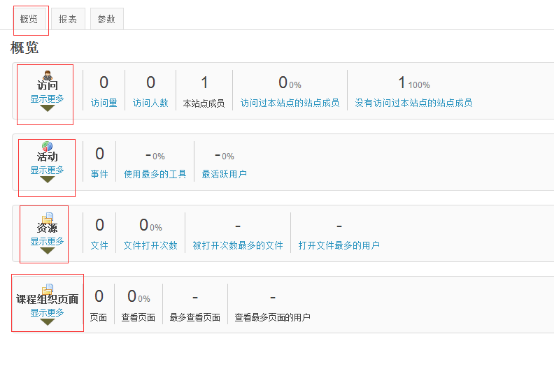 概览 报表 参数
概览
访问
显示更多
0 0 1 0 0% 1 100%
访问量 访问人数 本站点成员 访问过本站点的站点成员 没有访问过本站点的站点成员
活动
显示更多
0 - 0% - 0%
事件 使用最多的工具 最活跃用户
资源
显示更多
0 0 0% - -
文件 文件打开次数 被打开次数最多的文件 打开文件最多的用户
课程组织页面
显示更多
0 0 0% - -
页面 查看页面 最多查看页面 查看最多页面的用户